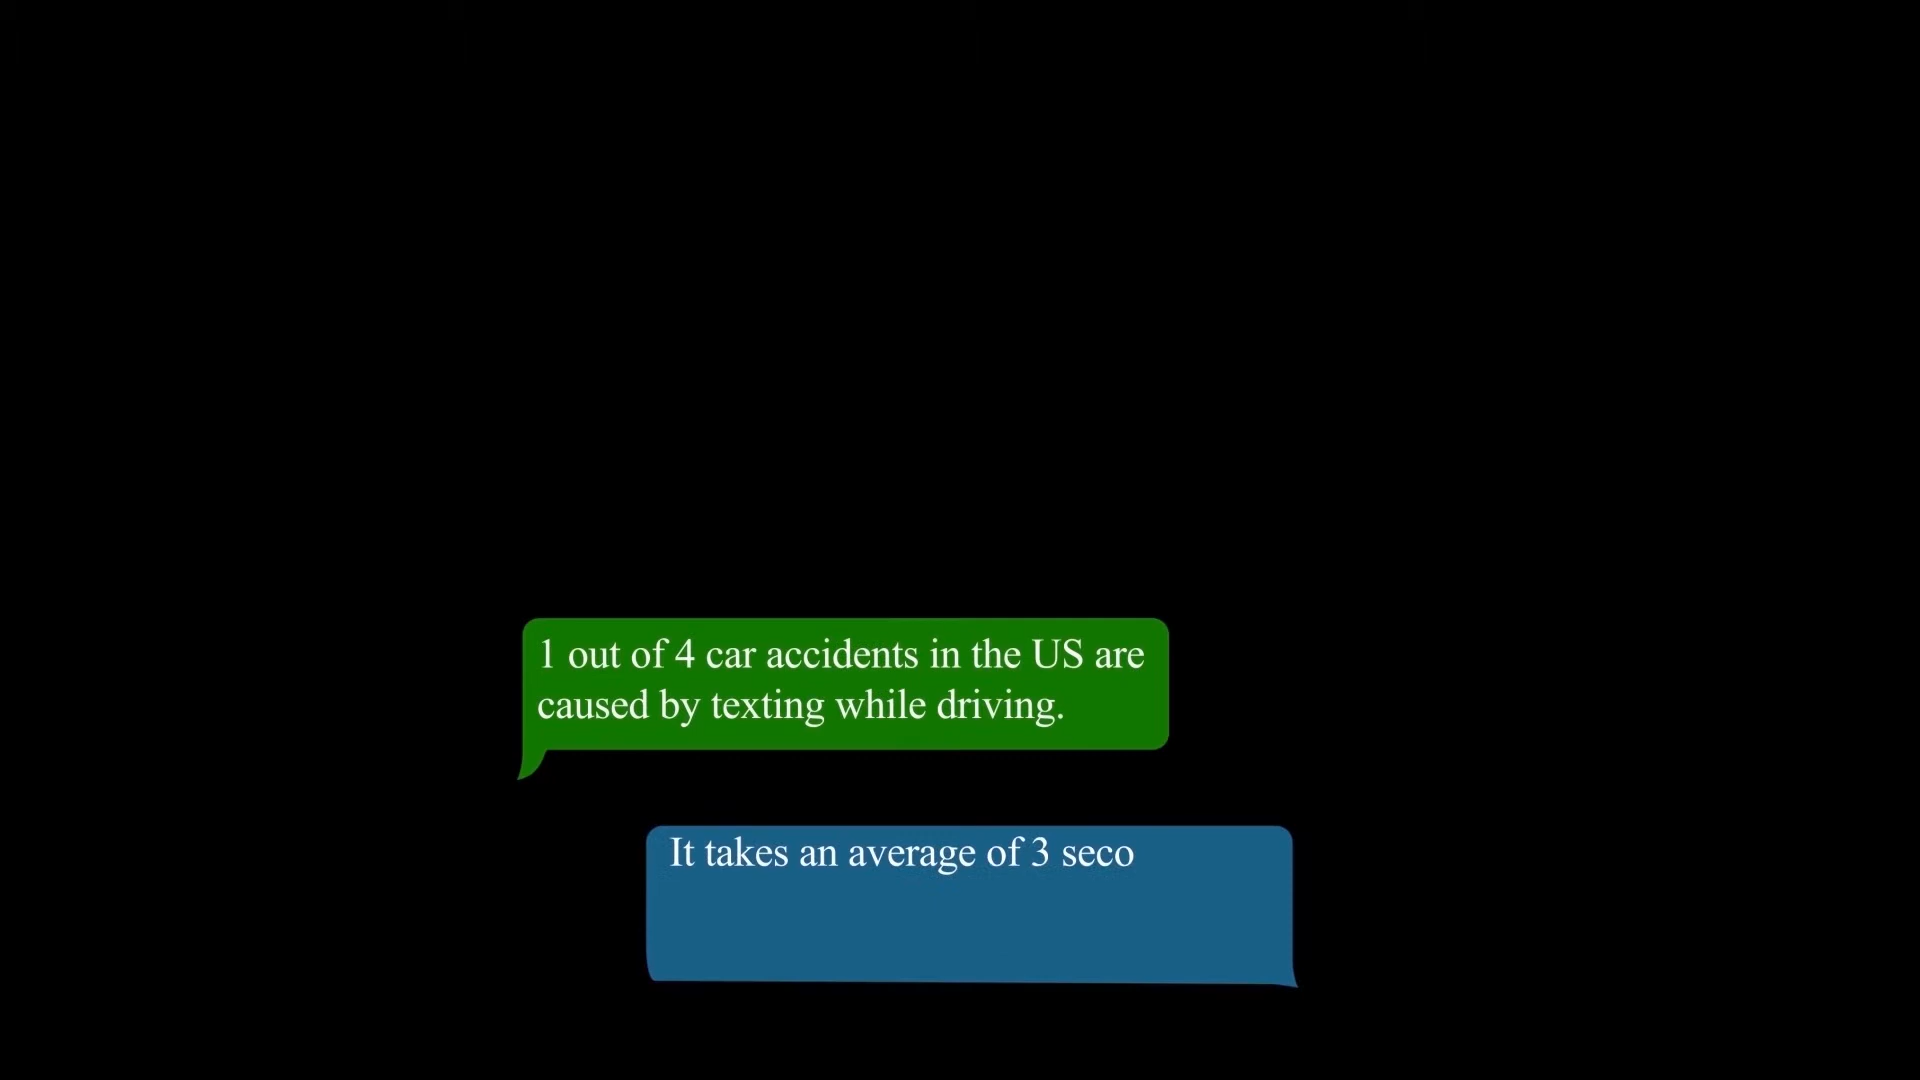 1 out of 4 car accidents in the US are
caused by texting while driving.
It takes an average of 3 seco